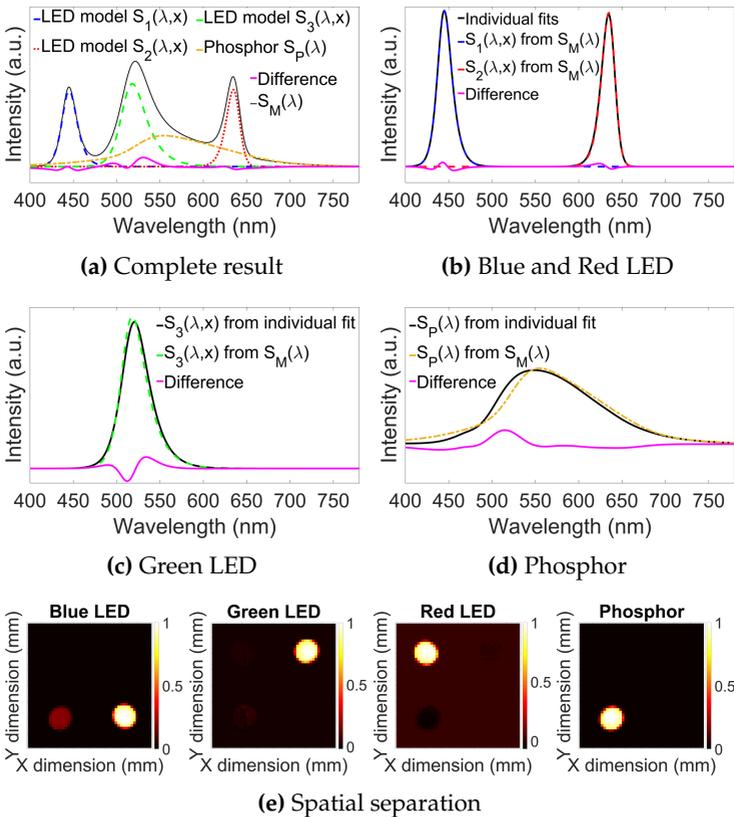 LED model S₁(λ,x) LED model S₃(λ,x)
LED model S₂(λ,x) Phosphor Sₚ(λ)
Difference
S_M(λ)
Intensity (a.u.)
400 450 500 550 600 650 700 750
Wavelength (nm)
(a) Complete result
Individual fits
S₁(λ,x) from S_M(λ)
S₂(λ,x) from S_M(λ)
Difference
Intensity (a.u.)
400 450 500 550 600 650 700 750
Wavelength (nm)
(b) Blue and Red LED
S₃(λ,x) from individual fit
S₃(λ,x) from S_M(λ)
Difference
Intensity (a.u.)
400 450 500 550 600 650 700 750
Wavelength (nm)
(c) Green LED
Sₚ(λ) from individual fit
Sₚ(λ) from S_M(λ)
Difference
Intensity (a.u.)
400 450 500 550 600 650 700 750
Wavelength (nm)
(d) Phosphor
Blue LED
Y dimension (mm)
X dimension (mm)
1
0.5
0
Green LED
Y dimension (mm)
X dimension (mm)
1
0.5
0
Red LED
Y dimension (mm)
X dimension (mm)
1
0.5
0
Phosphor
Y dimension (mm)
X dimension (mm)
1
0.5
0
(e) Spatial separation